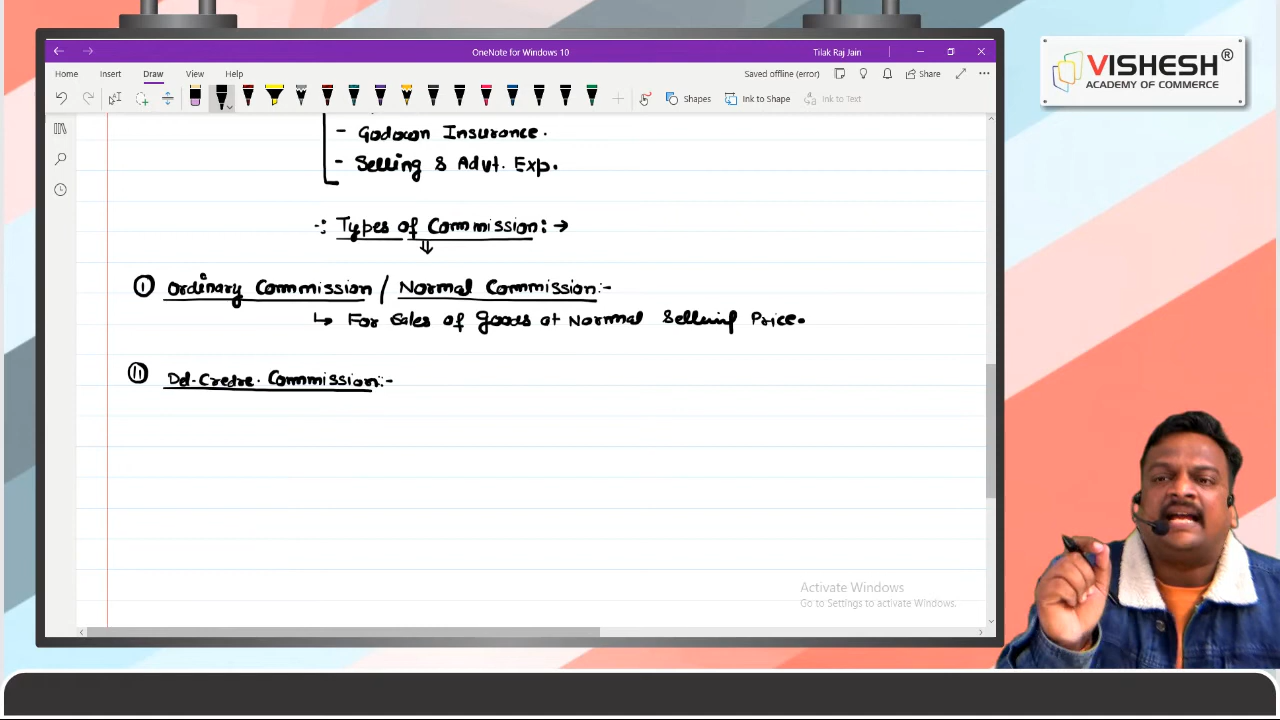 OneNote for Windows 10
Tilak Raj Jain
VISHESH®
ACADEMY OF COMMERCE
Home Insert Draw View Help
Saved offline (error)
Share
Shapes
Ink to Shape
Ink to Text
- Godown Insurance.
- Selling & Advt. Exp.
-: Types of Commission: →
① Ordinary Commission / Normal Commission:-
↳ For Sales of Goods at Normal Selling Price.
② Del-Credre. Commission:-
Activate Windows
Go to Settings to activate Windows.